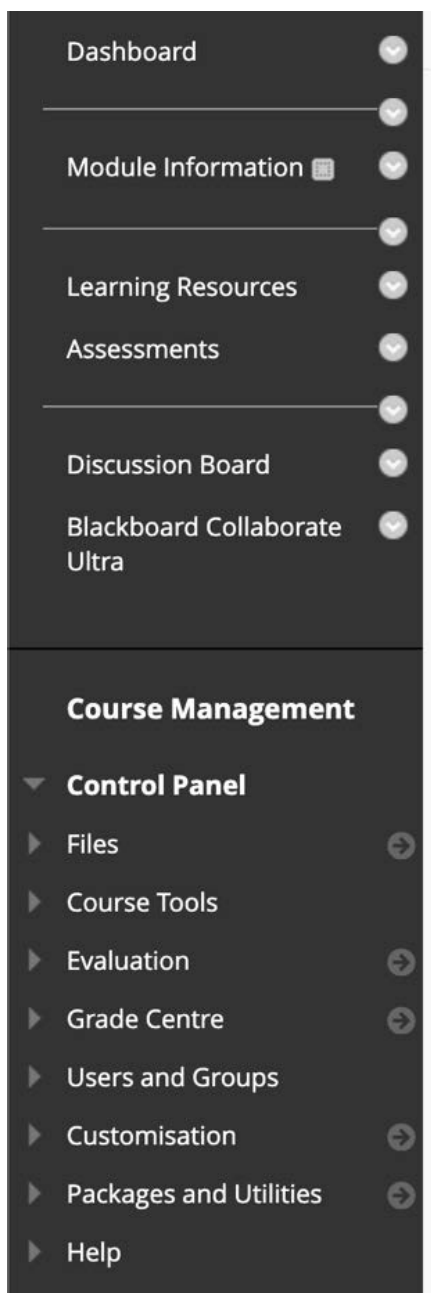 Dashboard
Module Information
Learning Resources
Assessments
Discussion Board
Blackboard Collaborate
Ultra
Course Management
Control Panel
Files
Course Tools
Evaluation
Grade Centre
Users and Groups
Customisation
Packages and Utilities
Help